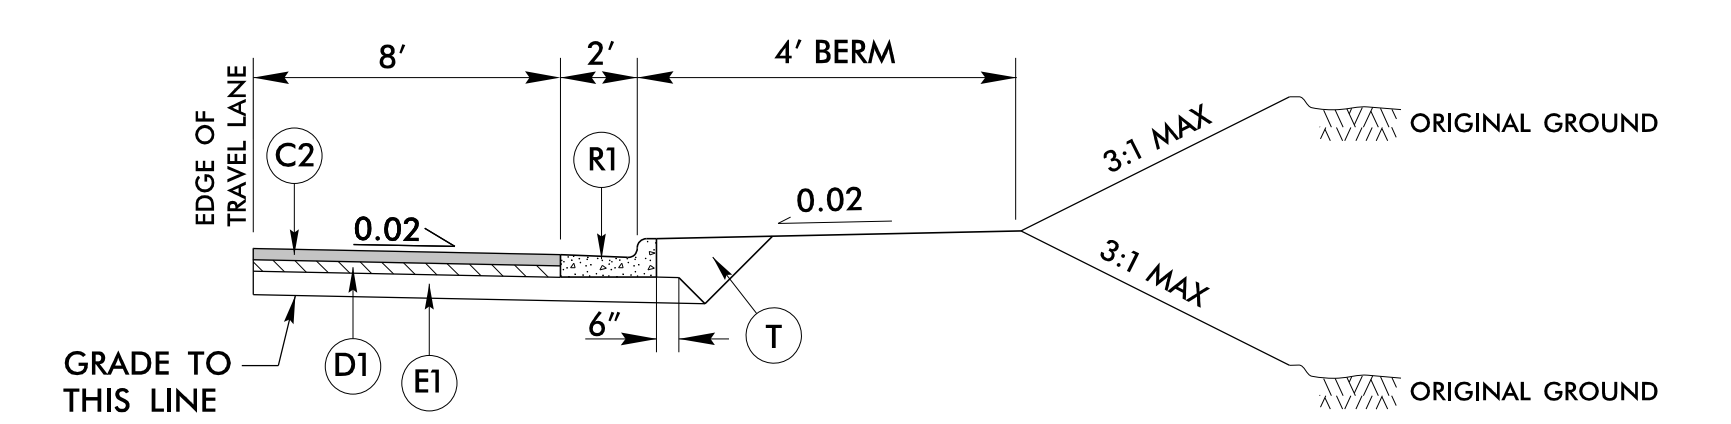 8′
2′
4′ BERM
EDGE OF
TRAVEL LANE
C2
R1
3:1 MAX
ORIGINAL GROUND
0.02
0.02
3:1 MAX
6″
T
GRADE TO
THIS LINE
D1
E1
ORIGINAL GROUND